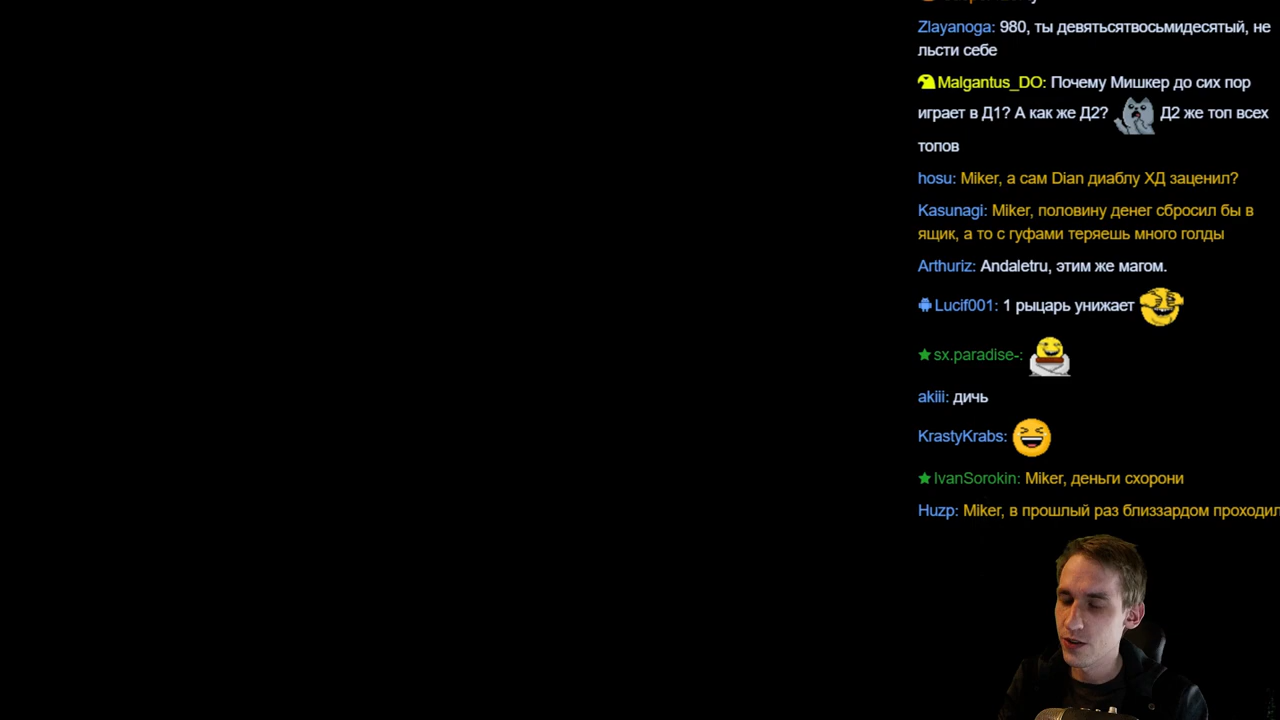 Zlayanoga: 980, ты девятьсятвосьмидесятый, не
льсти себе
Malgantus_DO: Почему Мишкер до сих пор
играет в Д1? А как же Д2? Д2 же топ всех
топов
hosu: Miker, а сам Dian диаблу ХД заценил?
Kasunagi: Miker, половину денег сбросил бы в
ящик, а то с гуфами теряешь много голды
Arthuriz: Andaletru, этим же магом.
Lucif001: 1 рыцарь унижает
sx.paradise-:
akiii: дичь
KrastyKrabs:
IvanSorokin: Miker, деньги схорони
Huzp: Miker, в прошлый раз близзардом проходил